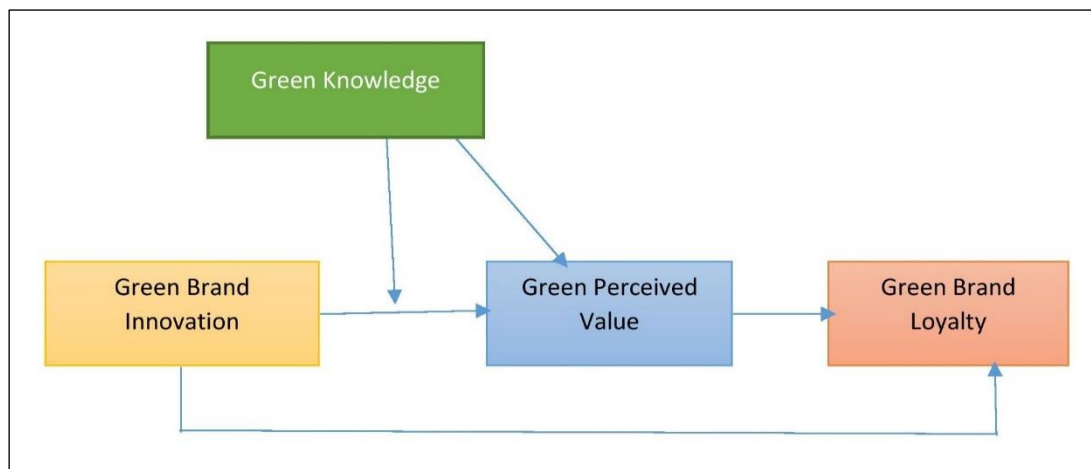 Green Knowledge
Green Brand
Innovation
Green Perceived
Value
Green Brand
Loyalty